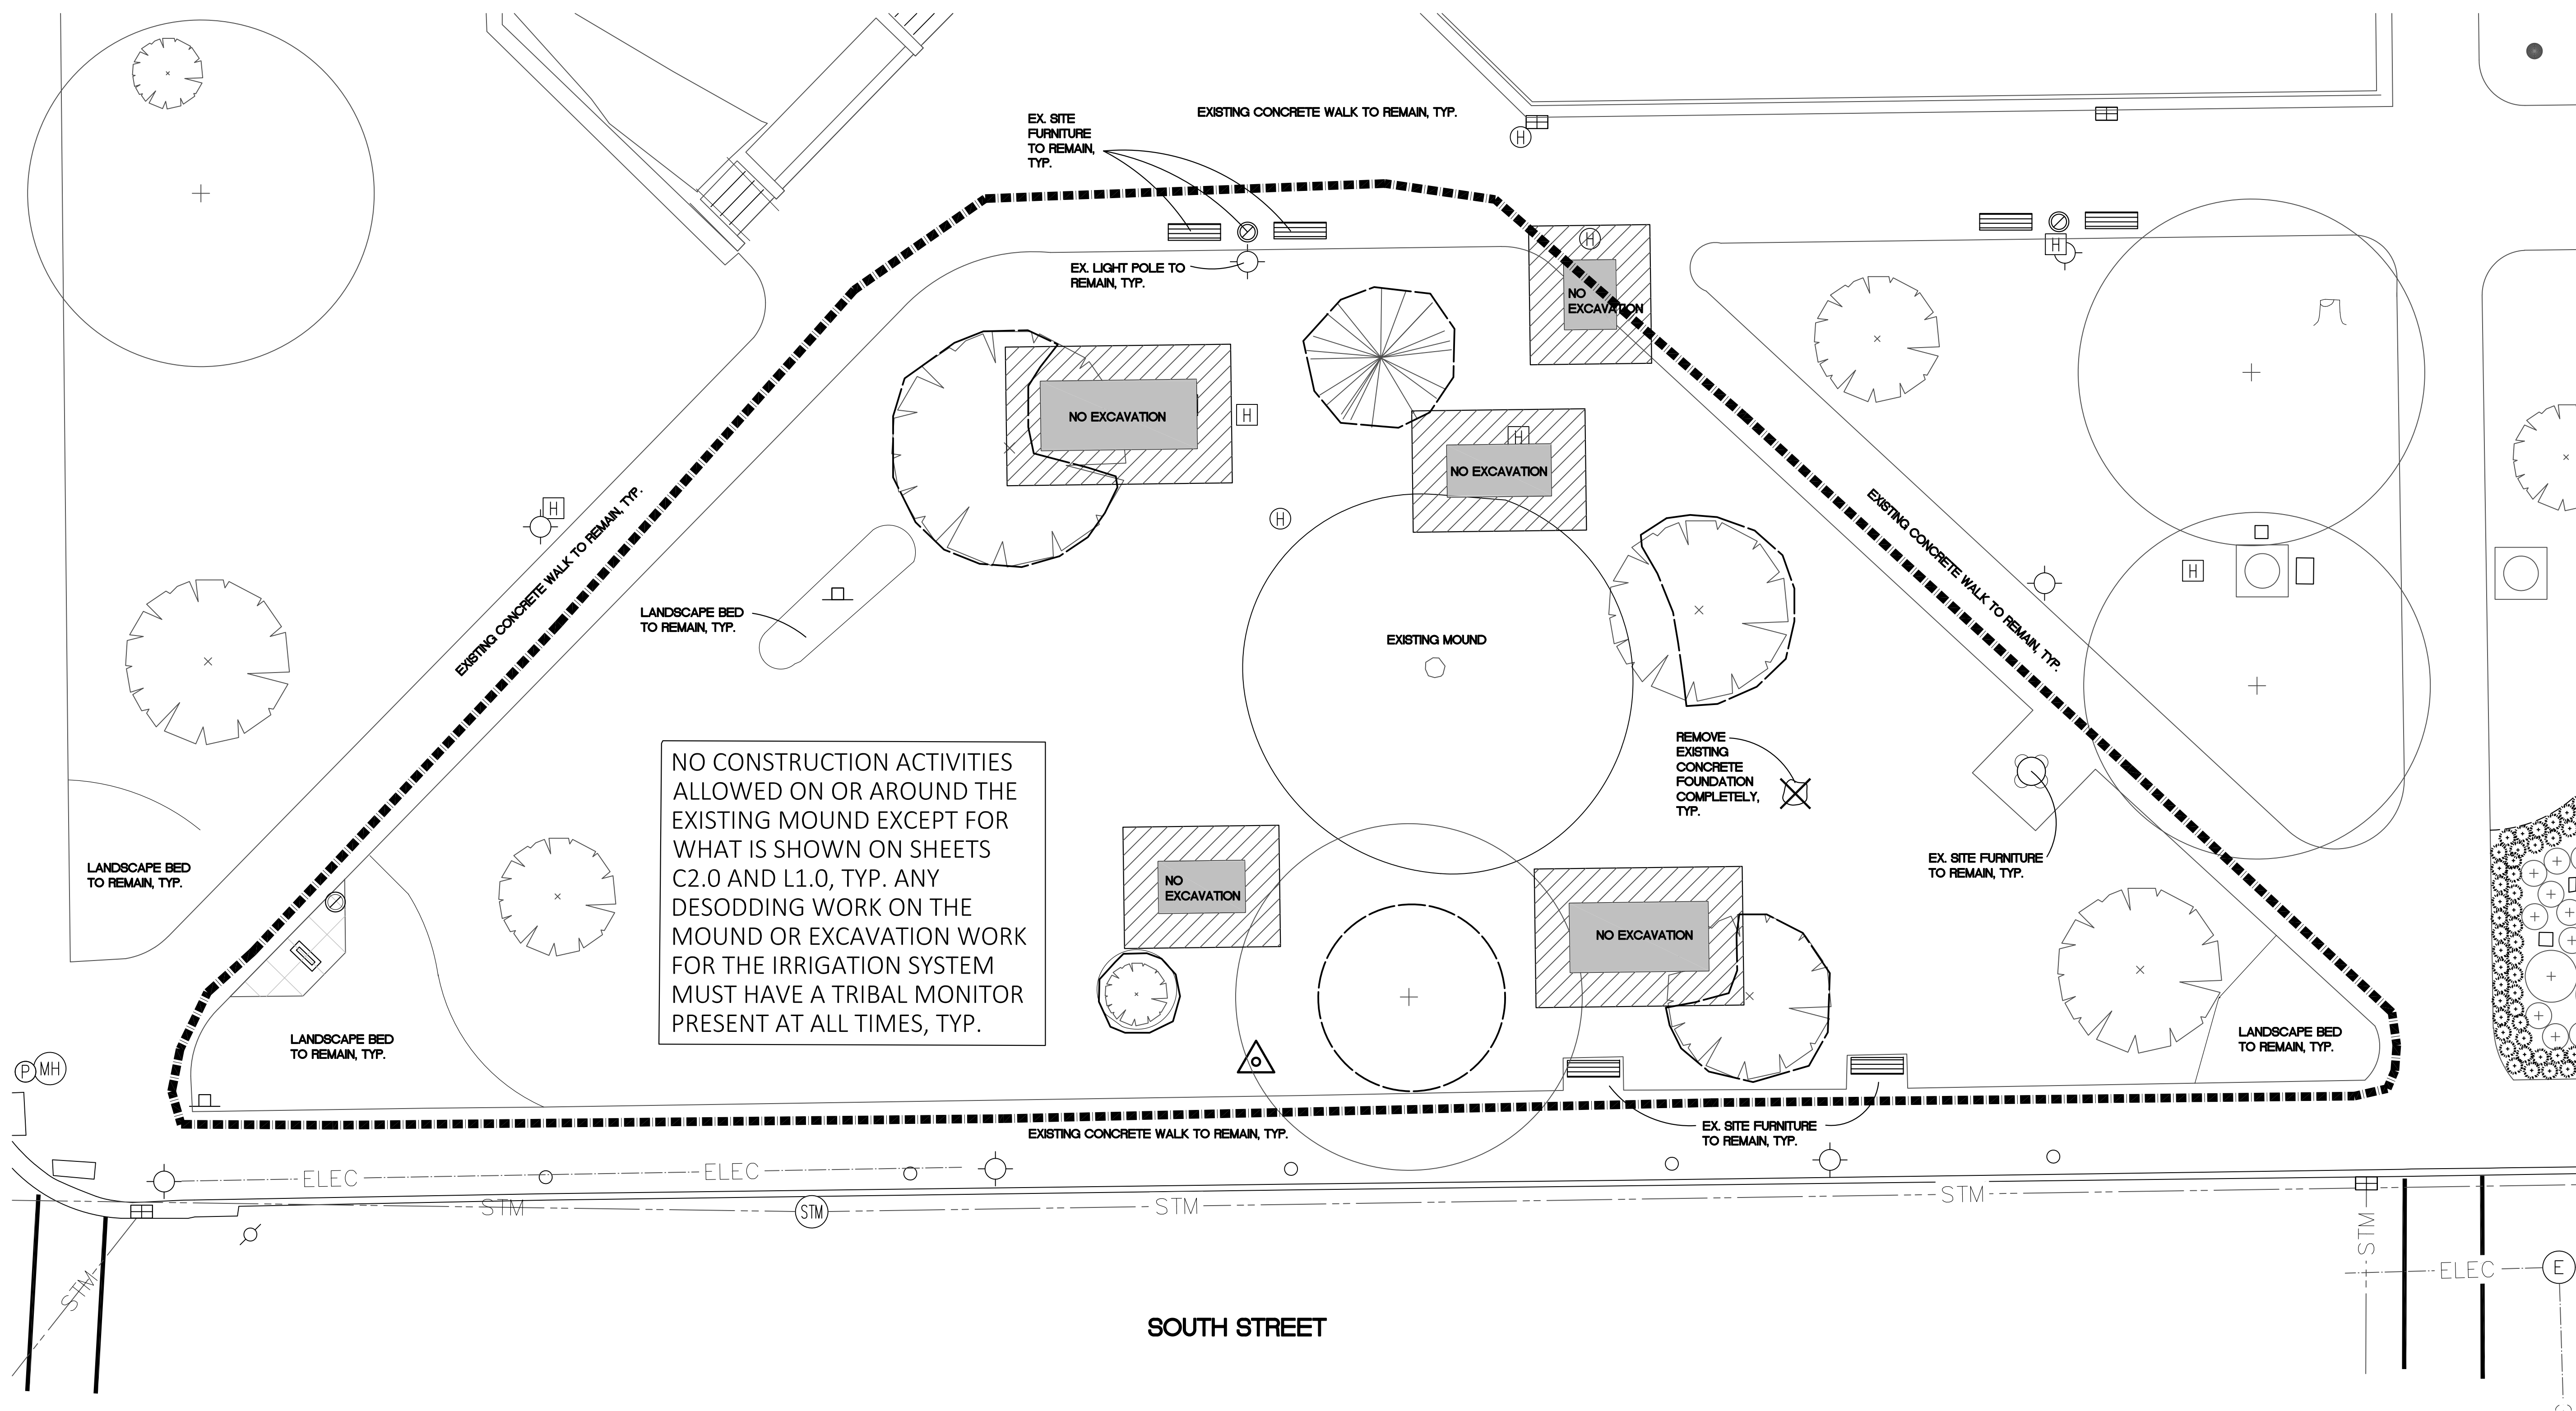 EX. SITE
FURNITURE
TO REMAIN,
TYP.
EXISTING CONCRETE WALK TO REMAIN, TYP.
H
H
EX. LIGHT POLE TO
REMAIN, TYP.
NO
EXCAVATION
H
NO EXCAVATION
H
H
NO EXCAVATION
H
H
EXISTING CONCRETE WALK TO REMAIN, TYP.
EXISTING CONCRETE WALK TO REMAIN, TYP.
H
LANDSCAPE BED
TO REMAIN, TYP.
EXISTING MOUND
REMOVE
EXISTING
CONCRETE
FOUNDATION
COMPLETELY,
TYP.
NO CONSTRUCTION ACTIVITIES
ALLOWED ON OR AROUND THE
EXISTING MOUND EXCEPT FOR
WHAT IS SHOWN ON SHEETS
C2.0 AND L1.0, TYP. ANY
DESODDING WORK ON THE
MOUND OR EXCAVATION WORK
FOR THE IRRIGATION SYSTEM
MUST HAVE A TRIBAL MONITOR
PRESENT AT ALL TIMES, TYP.
LANDSCAPE BED
TO REMAIN, TYP.
NO
EXCAVATION
EX. SITE FURNITURE
TO REMAIN, TYP.
NO EXCAVATION
LANDSCAPE BED
TO REMAIN, TYP.
LANDSCAPE BED
TO REMAIN, TYP.
P MH
EXISTING CONCRETE WALK TO REMAIN, TYP.
EX. SITE FURNITURE
TO REMAIN, TYP.
ELEC
ELEC
STM
STM
STM
STM
STM
STM
ELEC
E
SOUTH STREET